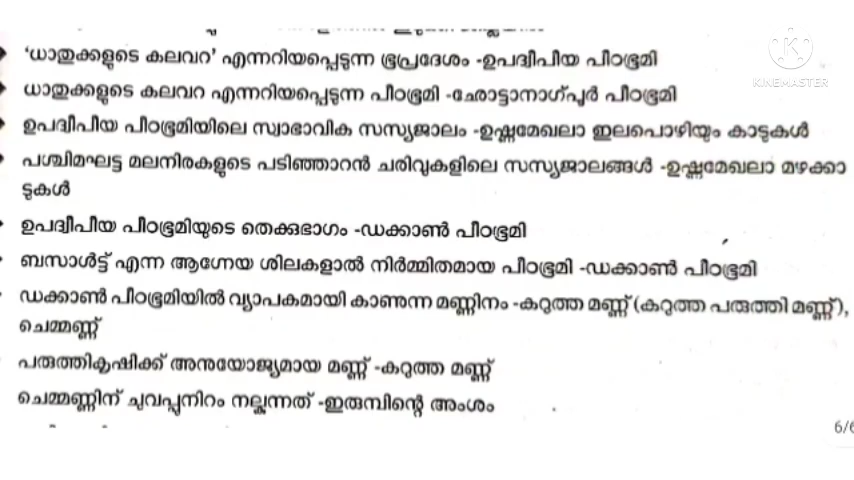 'ധാതുക്കളുടെ കലവറ' എന്നറിയപ്പെടുന്ന ഭൂപ്രദേശം -ഉപദ്വീപീയ പീഠഭൂമി
KINEMASTER
ധാതുക്കളുടെ കലവറ എന്നറിയപ്പെടുന്ന പീഠഭൂമി -ഛോട്ടാനാഗ്പൂർ പീഠഭൂമി
ഉപദ്വീപീയ പീഠഭൂമിയിലെ സ്വാഭാവിക സസ്യജാലം -ഉഷ്ണമേഖലാ ഇലപൊഴിയും കാടുകൾ
പശ്ചിമഘട്ട മലനിരകളുടെ പടിഞ്ഞാറൻ ചരിവുകളിലെ സസ്യജാലങ്ങൾ -ഉഷ്ണമേഖലാ മഴക്കാ
ടുകൾ
ഉപദ്വീപീയ പീഠഭൂമിയുടെ തെക്കുഭാഗം -ഡക്കാൺ പീഠഭൂമി
ബസാൾട്ട് എന്ന ആഗ്നേയ ശിലകളാൽ നിർമ്മിതമായ പീഠഭൂമി -ഡക്കാൺ പീഠഭൂമി
ഡക്കാൺ പീഠഭൂമിയിൽ വ്യാപകമായി കാണുന്ന മണ്ണിനം -കറുത്ത മണ്ണ് (കറുത്ത പരുത്തി മണ്ണ്),
ചെമ്മണ്ണ്
പരുത്തികൃഷിക്ക് അനുയോജ്യമായ മണ്ണ് -കറുത്ത മണ്ണ്
ചെമ്മണ്ണിന് ചുവപ്പുനിറം നല്കുന്നത് -ഇരുമ്പിന്റെ അംശം
6/6